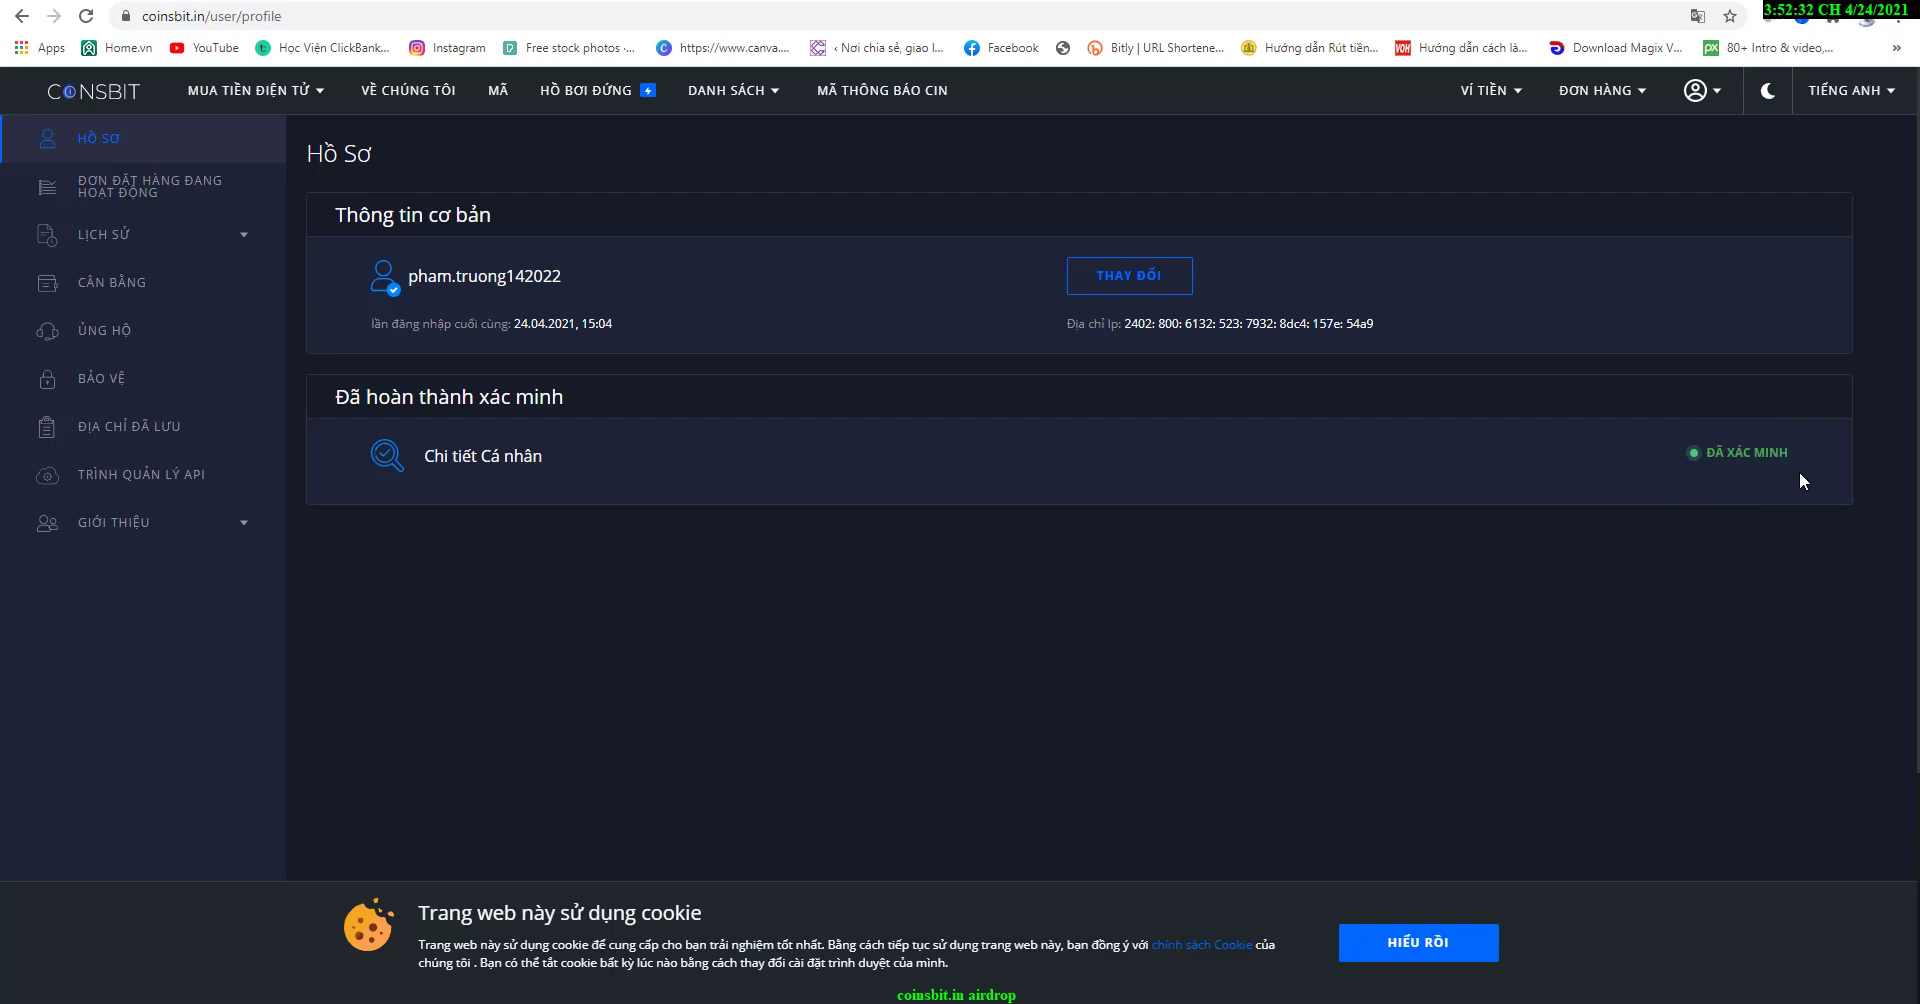 coinsbit.in/user/profile
3:52:32 CH 4/24/2021
Apps
Home.vn
YouTube
Học Viện ClickBank...
Instagram
Free stock photos ·...
https://www.canva....
‹ Nơi chia sẻ, giao l...
Facebook
Bitly | URL Shortene...
Hướng dẫn Rút tiền...
Hướng dẫn cách là...
Download Magix V...
80+ Intro & video,...
»
COINSBIT
MUA TIỀN ĐIỆN TỬ
VỀ CHÚNG TÔI
MÃ
HỒ BƠI ĐỨNG
DANH SÁCH
MÃ THÔNG BÁO CIN
VÍ TIỀN
ĐƠN HÀNG
TIẾNG ANH
HỒ SƠ
ĐƠN ĐẶT HÀNG ĐANG
HOẠT ĐỘNG
LỊCH SỬ
CÂN BẰNG
ỦNG HỘ
BẢO VỆ
ĐỊA CHỈ ĐÃ LƯU
TRÌNH QUẢN LÝ API
GIỚI THIỆU
Hồ Sơ
Thông tin cơ bản
pham.truong142022
THAY ĐỔI
lần đăng nhập cuối cùng: 24.04.2021, 15:04
Địa chỉ Ip: 2402: 800: 6132: 523: 7932: 8dc4: 157e: 54a9
Đã hoàn thành xác minh
Chi tiết Cá nhân
ĐÃ XÁC MINH
Trang web này sử dụng cookie
Trang web này sử dụng cookie để cung cấp cho bạn trải nghiệm tốt nhất. Bằng cách tiếp tục sử dụng trang web này, bạn đồng ý với chính sách Cookie của
chúng tôi . Bạn có thể tắt cookie bất kỳ lúc nào bằng cách thay đổi cài đặt trình duyệt của mình.
HIỂU RỒI
coinsbit.in airdrop